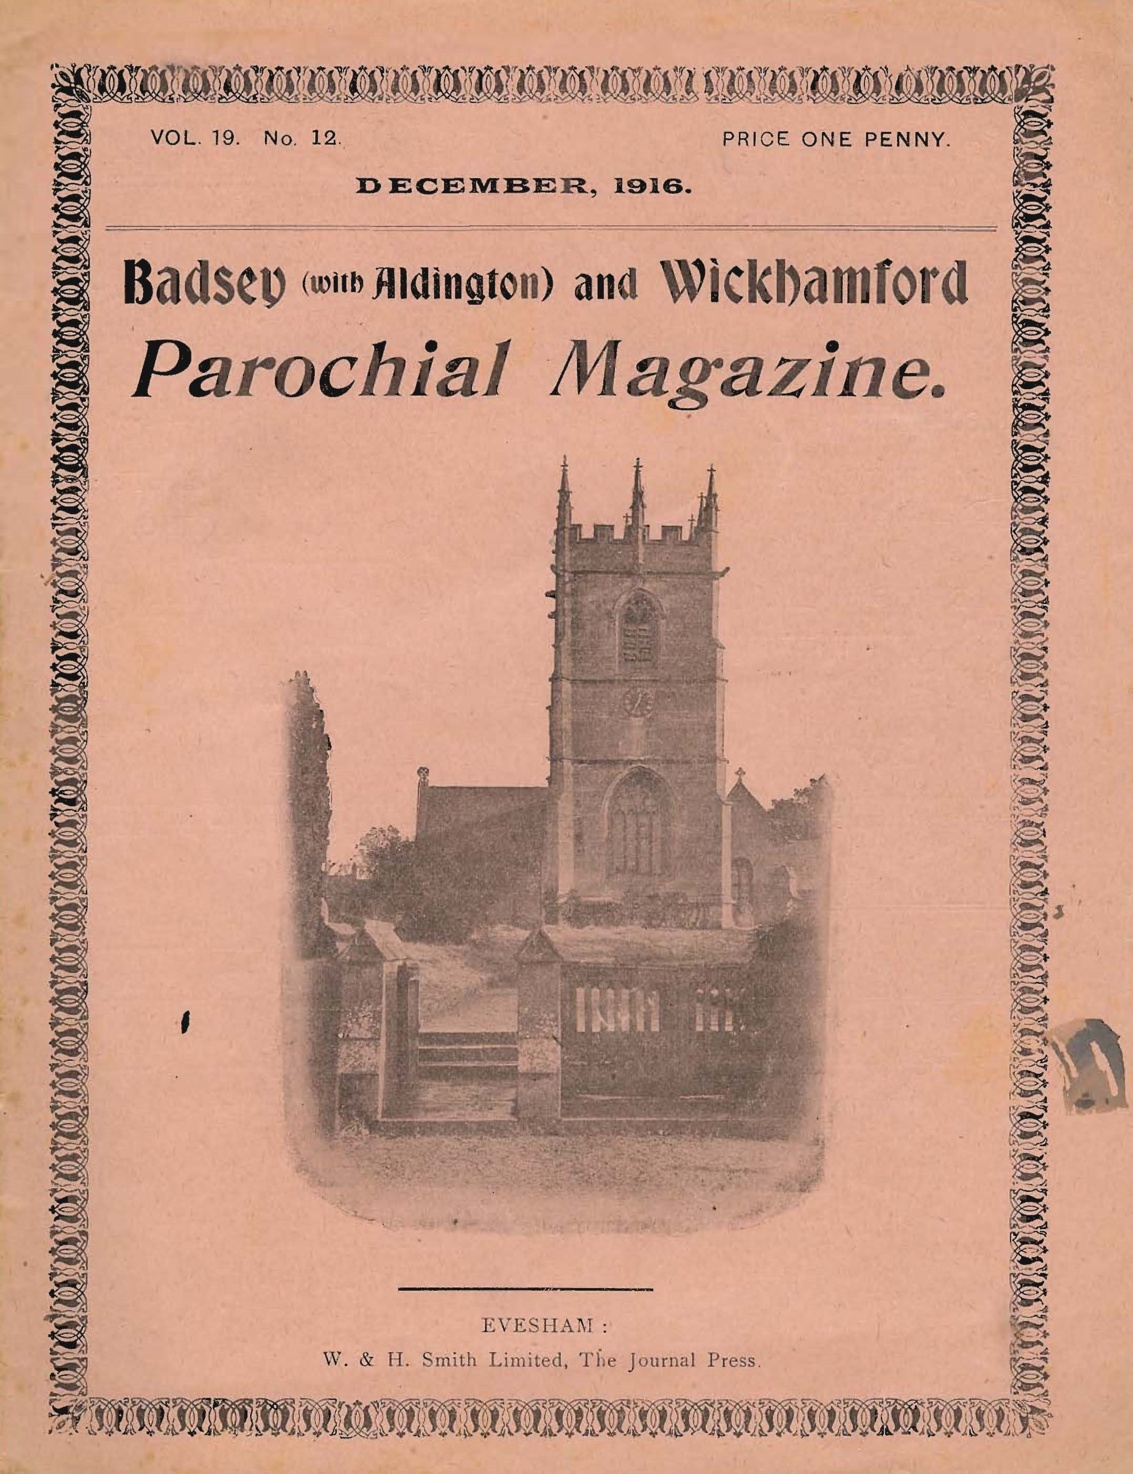 VOL. 19. No. 12.
PRICE ONE PENNY.
DECEMBER, 1916.
Badsey (with Aldington) and Wickhamford
Parochial Magazine.
EVESHAM :
W. & H. Smith Limited, The Journal Press.